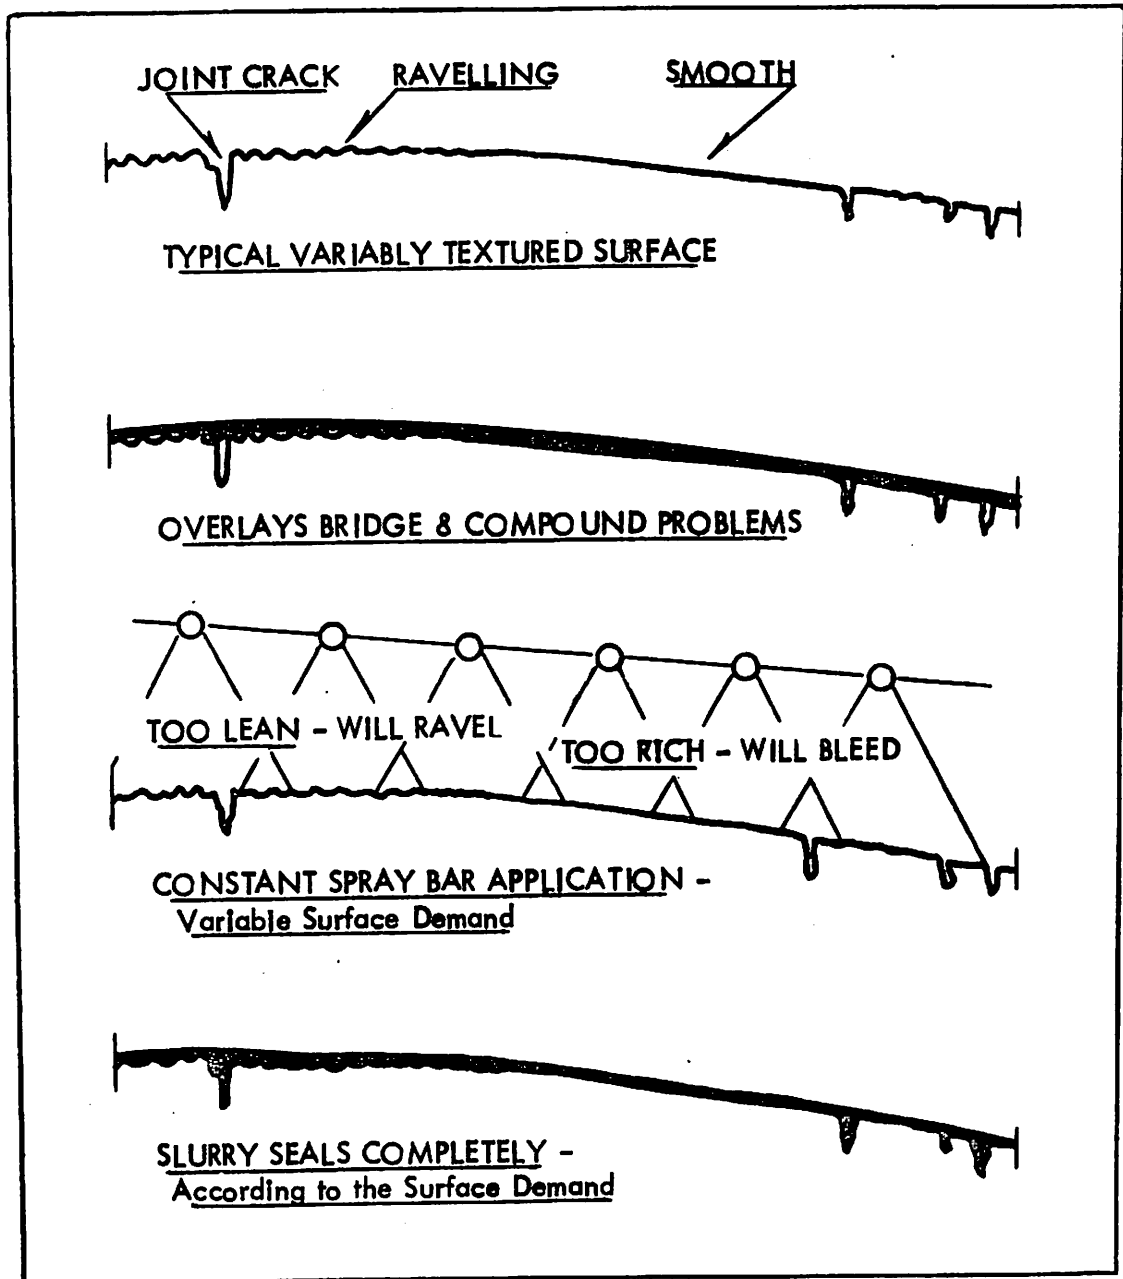 JOINT CRACK RAVELLING SMOOTH
TYPICAL VARIABLY TEXTURED SURFACE
OVERLAYS BRIDGE & COMPOUND PROBLEMS
TOO LEAN - WILL RAVEL
TOO RICH - WILL BLEED
CONSTANT SPRAY BAR APPLICATION -
Variable Surface Demand
SLURRY SEALS COMPLETELY -
According to the Surface Demand